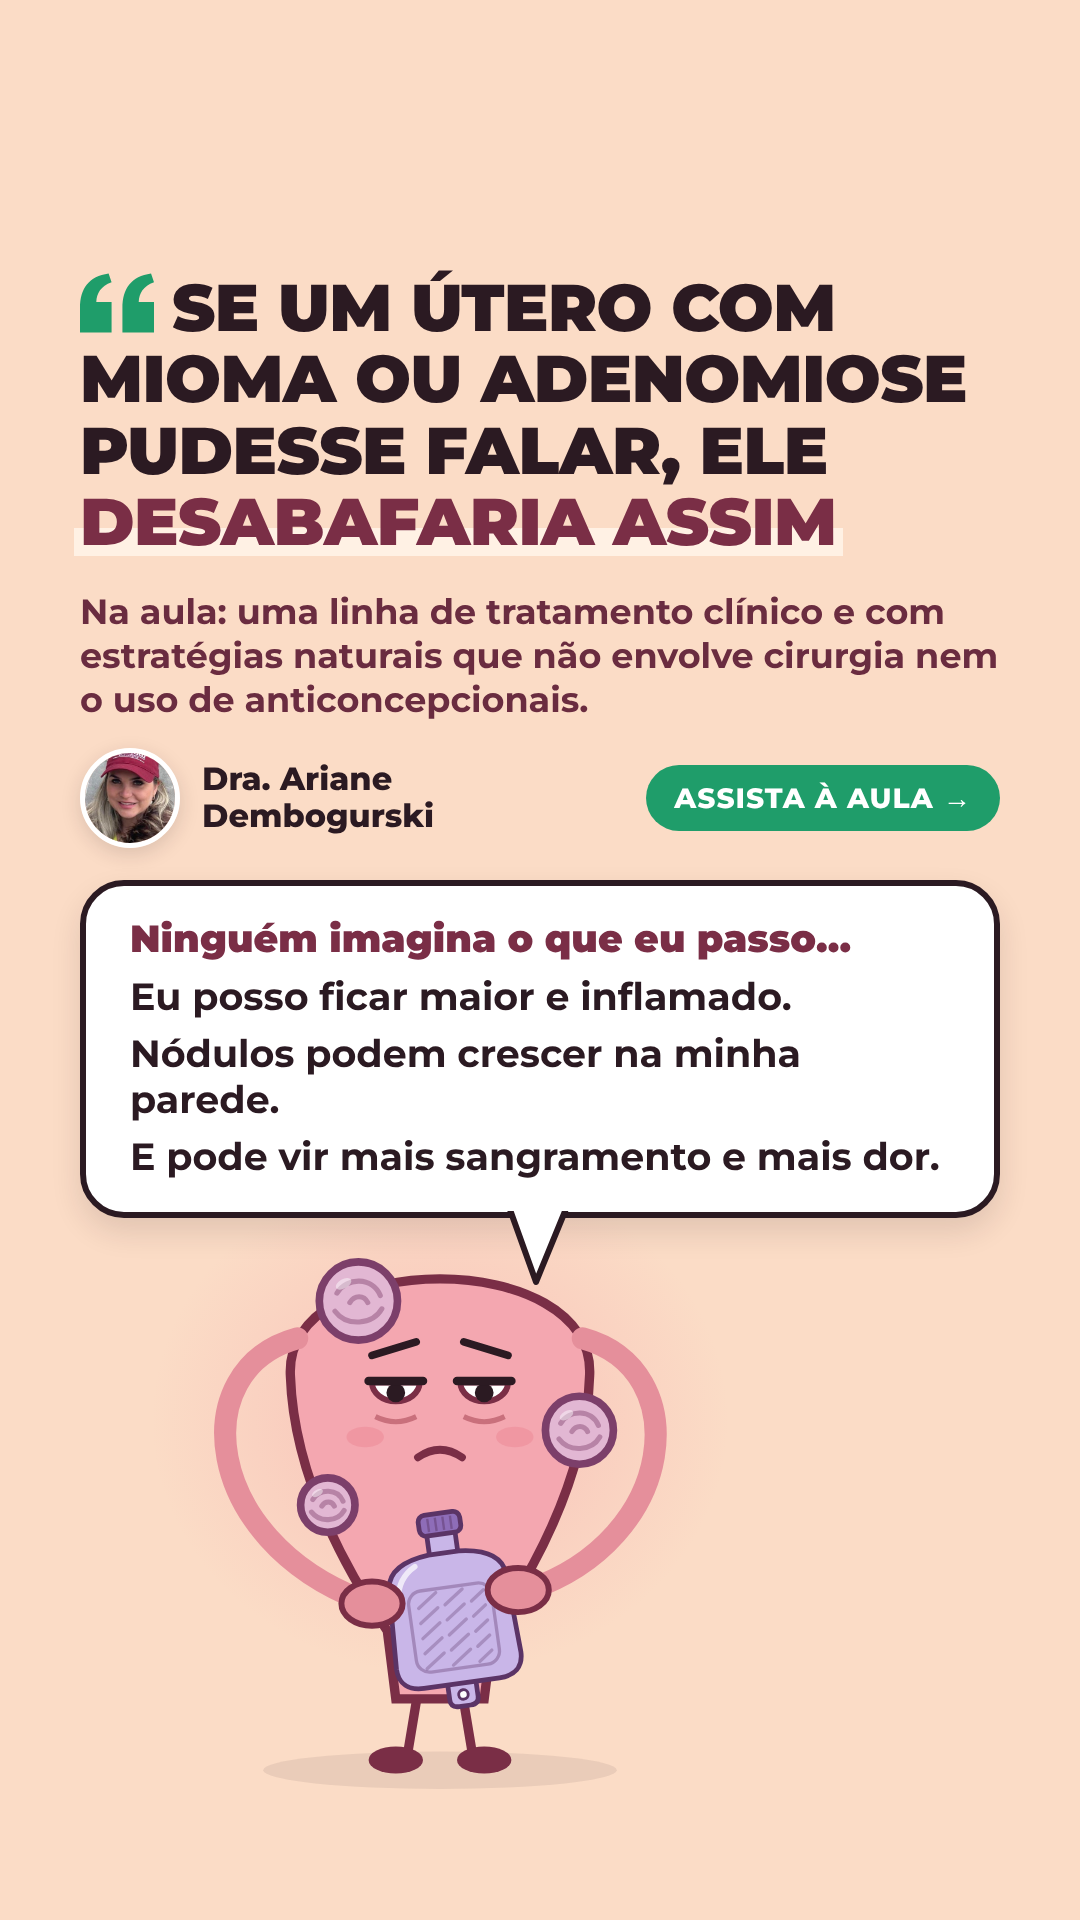 SE UM ÚTERO COM
MIOMA OU ADENOMIOSE
PUDESSE FALAR, ELE
DESABAFARIA ASSIM
Na aula: uma linha de tratamento clínico e com
estratégias naturais que não envolve cirurgia nem
o uso de anticoncepcionais.
Dra. Ariane
Dembogurski
ASSISTA À AULA →
Ninguém imagina o que eu passo...
Eu posso ficar maior e inflamado.
Nódulos podem crescer na minha
parede.
E pode vir mais sangramento e mais dor.